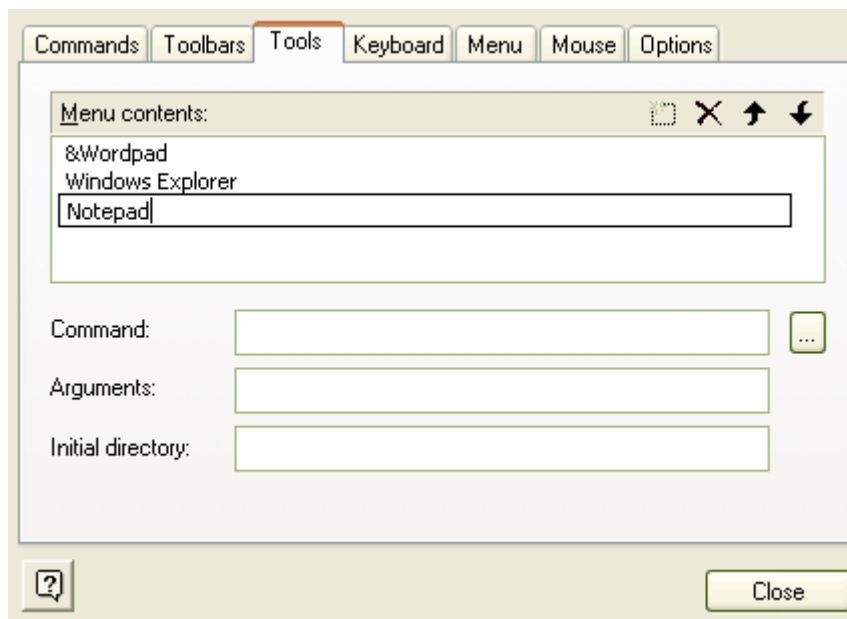 Commands Toolbars Tools Keyboard Menu Mouse Options
Menu contents:
&Wordpad
Windows Explorer
Notepad
Command:
...
Arguments:
Initial directory:
?
Close